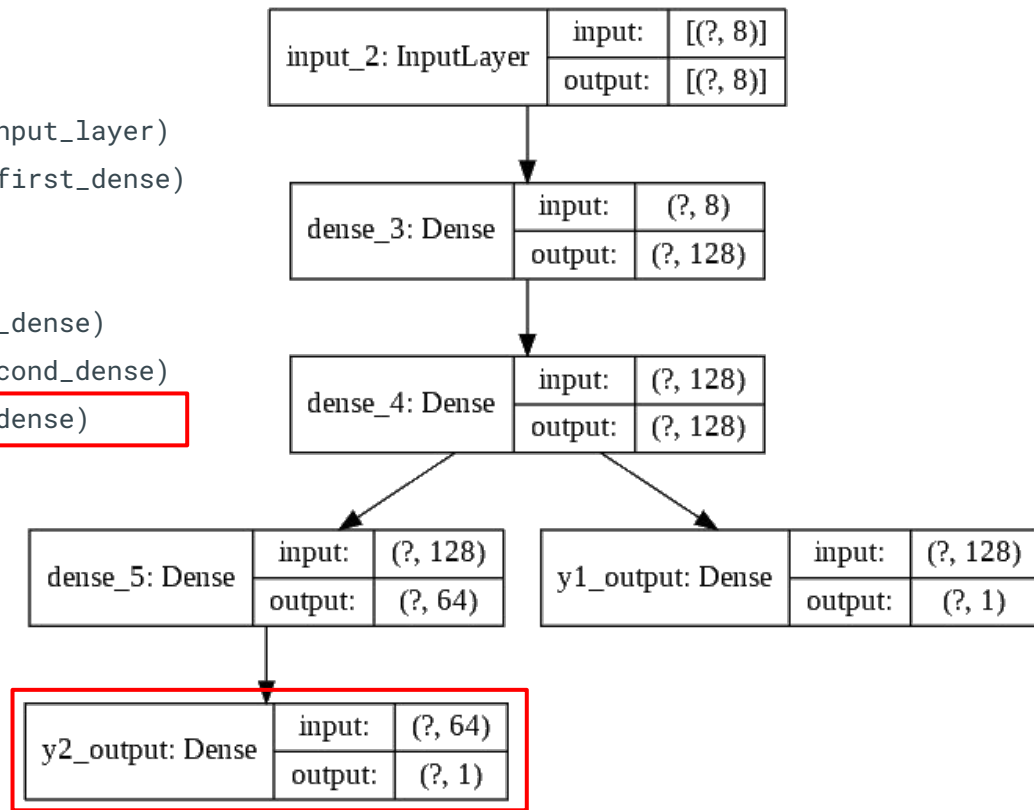 nput_layer)
first_dense)
_dense)
cond_dense)
dense)
input_2: InputLayer
input: [(?, 8)]
output: [(?, 8)]
dense_3: Dense
input: (?, 8)
output: (?, 128)
dense_4: Dense
input: (?, 128)
output: (?, 128)
dense_5: Dense
input: (?, 128)
output: (?, 64)
y1_output: Dense
input: (?, 128)
output: (?, 1)
y2_output: Dense
input: (?, 64)
output: (?, 1)